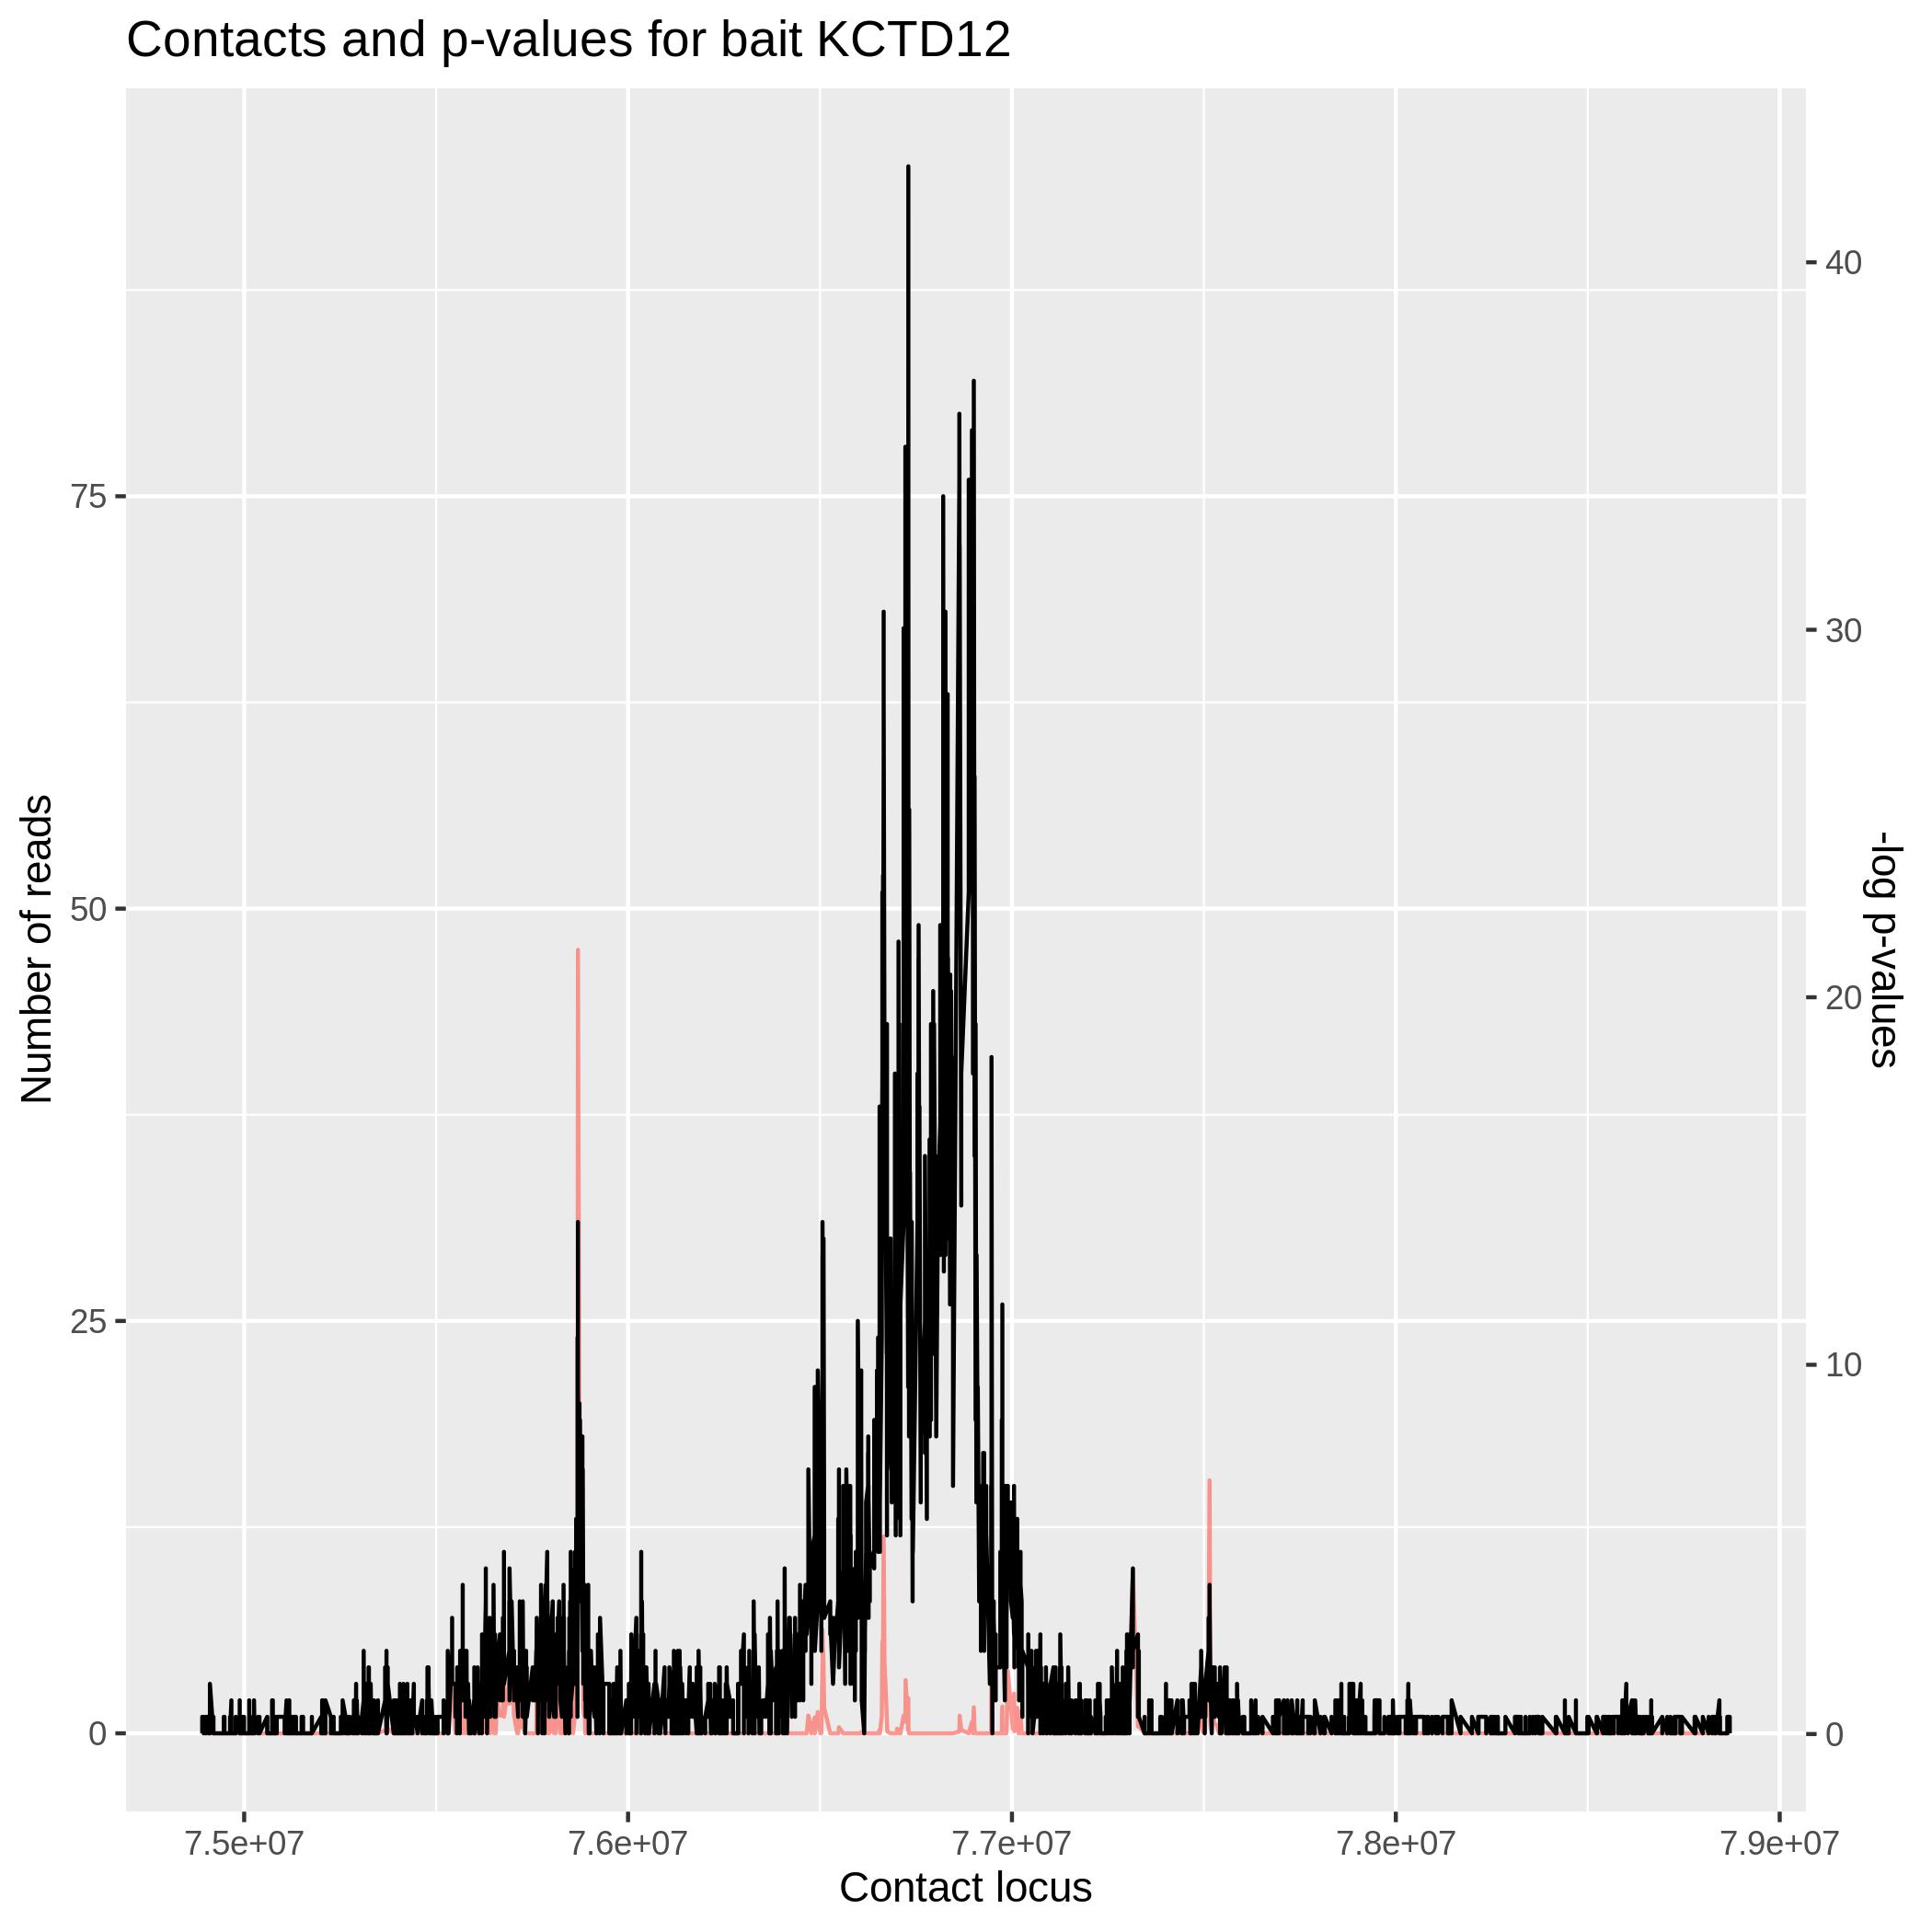 Contacts and p-values for bait KCTD12
Number of reads
75
50
25
0
40
30
20
10
0
-log p-values
7.5e+07
7.6e+07
7.7e+07
7.8e+07
7.9e+07
Contact locus